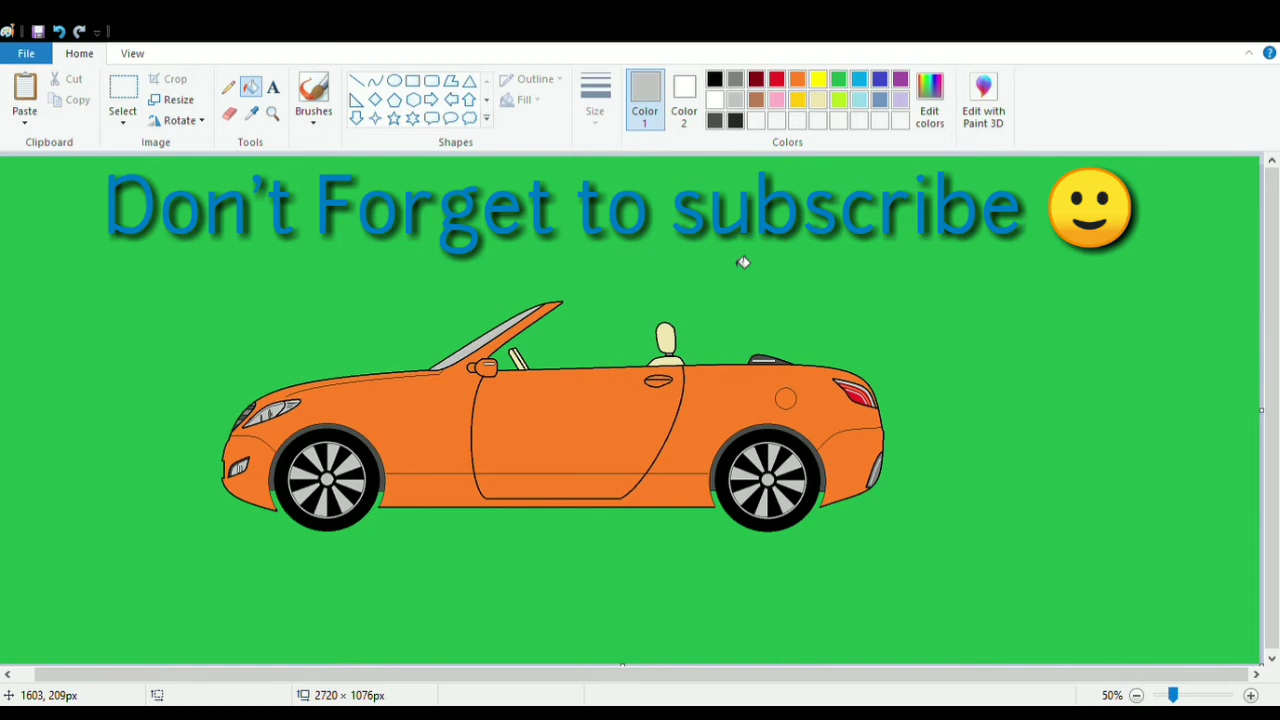 File Home View
Paste
Cut
Copy
Clipboard
Select
Crop
Resize
Rotate
Image
A
Tools
Brushes
Outline
Fill
Shapes
Size
Color 1
Color 2
Edit colors
Colors
Edit with Paint 3D
?
Don't Forget to subscribe 🙂
1603, 209px
2720 × 1076px
50%